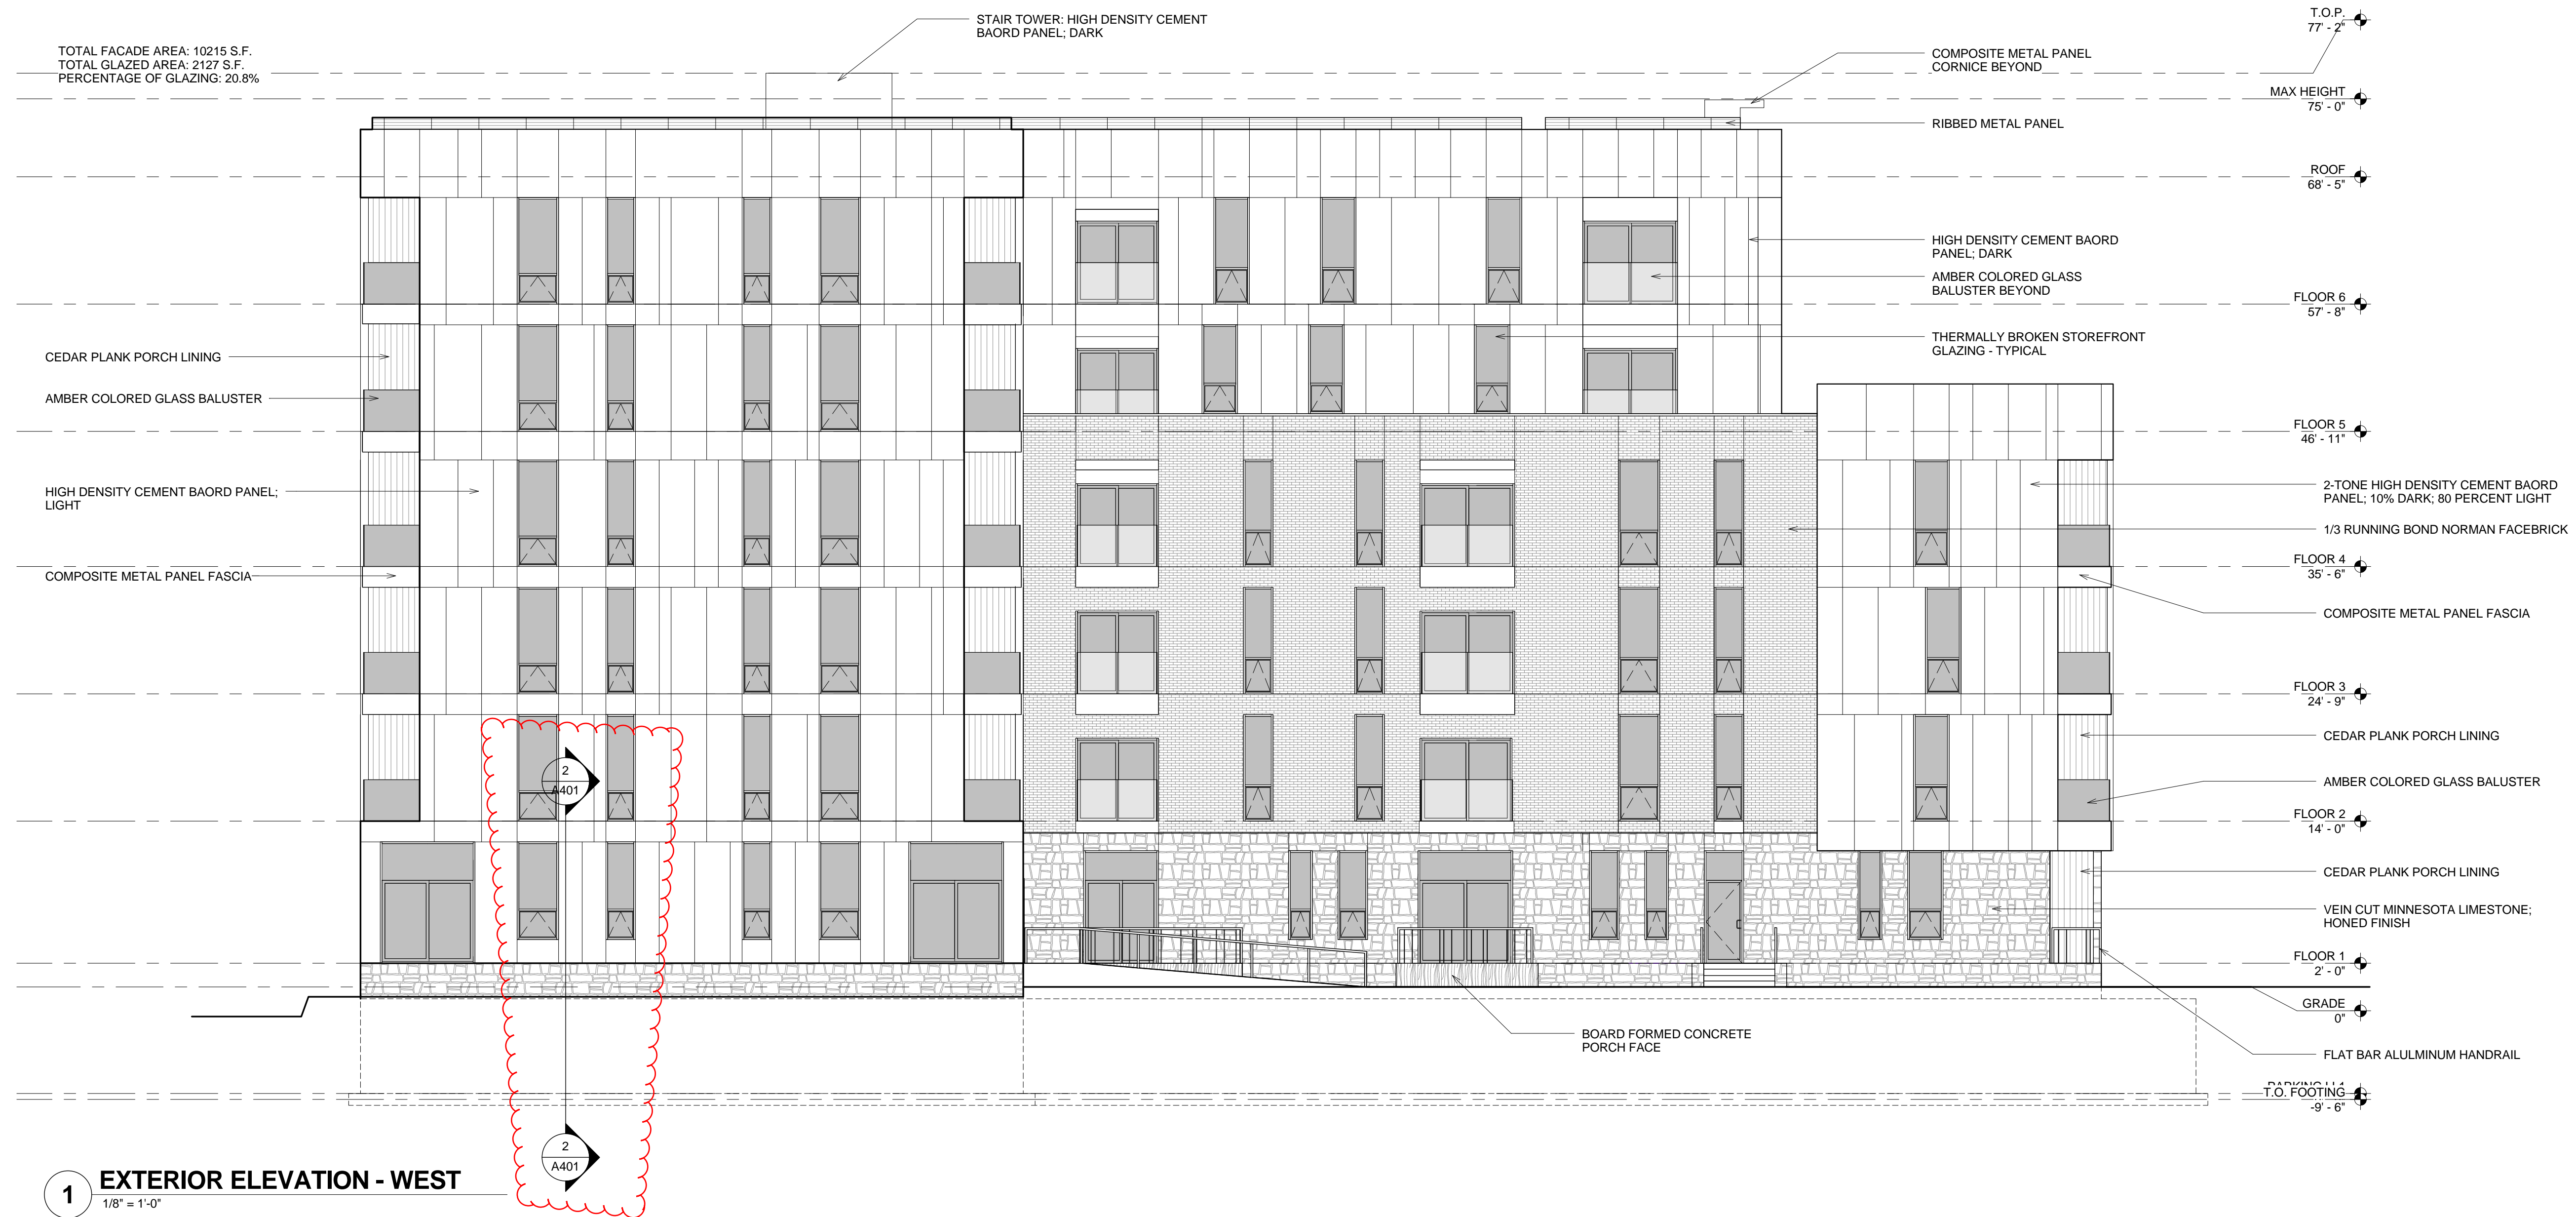 TOTAL FACADE AREA: 10215 S.F.
TOTAL GLAZED AREA: 2127 S.F.
PERCENTAGE OF GLAZING: 20.8%
STAIR TOWER: HIGH DENSITY CEMENT
BAORD PANEL; DARK
COMPOSITE METAL PANEL
CORNICE BEYOND
RIBBED METAL PANEL
HIGH DENSITY CEMENT BAORD
PANEL; DARK
AMBER COLORED GLASS
BALUSTER BEYOND
THERMALLY BROKEN STOREFRONT
GLAZING - TYPICAL
T.O.P.
77' - 2"
MAX HEIGHT
75' - 0"
ROOF
68' - 5"
FLOOR 6
57' - 8"
FLOOR 5
46' - 11"
2-TONE HIGH DENSITY CEMENT BAORD
PANEL; 10% DARK; 80 PERCENT LIGHT
1/3 RUNNING BOND NORMAN FACEBRICK
FLOOR 4
35' - 6"
COMPOSITE METAL PANEL FASCIA
FLOOR 3
24' - 9"
CEDAR PLANK PORCH LINING
AMBER COLORED GLASS BALUSTER
FLOOR 2
14' - 0"
CEDAR PLANK PORCH LINING
VEIN CUT MINNESOTA LIMESTONE;
HONED FINISH
FLOOR 1
2' - 0"
GRADE
0"
FLAT BAR ALULMINUM HANDRAIL
T.O. FOOTING
-9' - 6"
CEDAR PLANK PORCH LINING
AMBER COLORED GLASS BALUSTER
HIGH DENSITY CEMENT BAORD PANEL;
LIGHT
COMPOSITE METAL PANEL FASCIA
2
A401
BOARD FORMED CONCRETE
PORCH FACE
2
A401
1
EXTERIOR ELEVATION - WEST
1/8" = 1'-0"